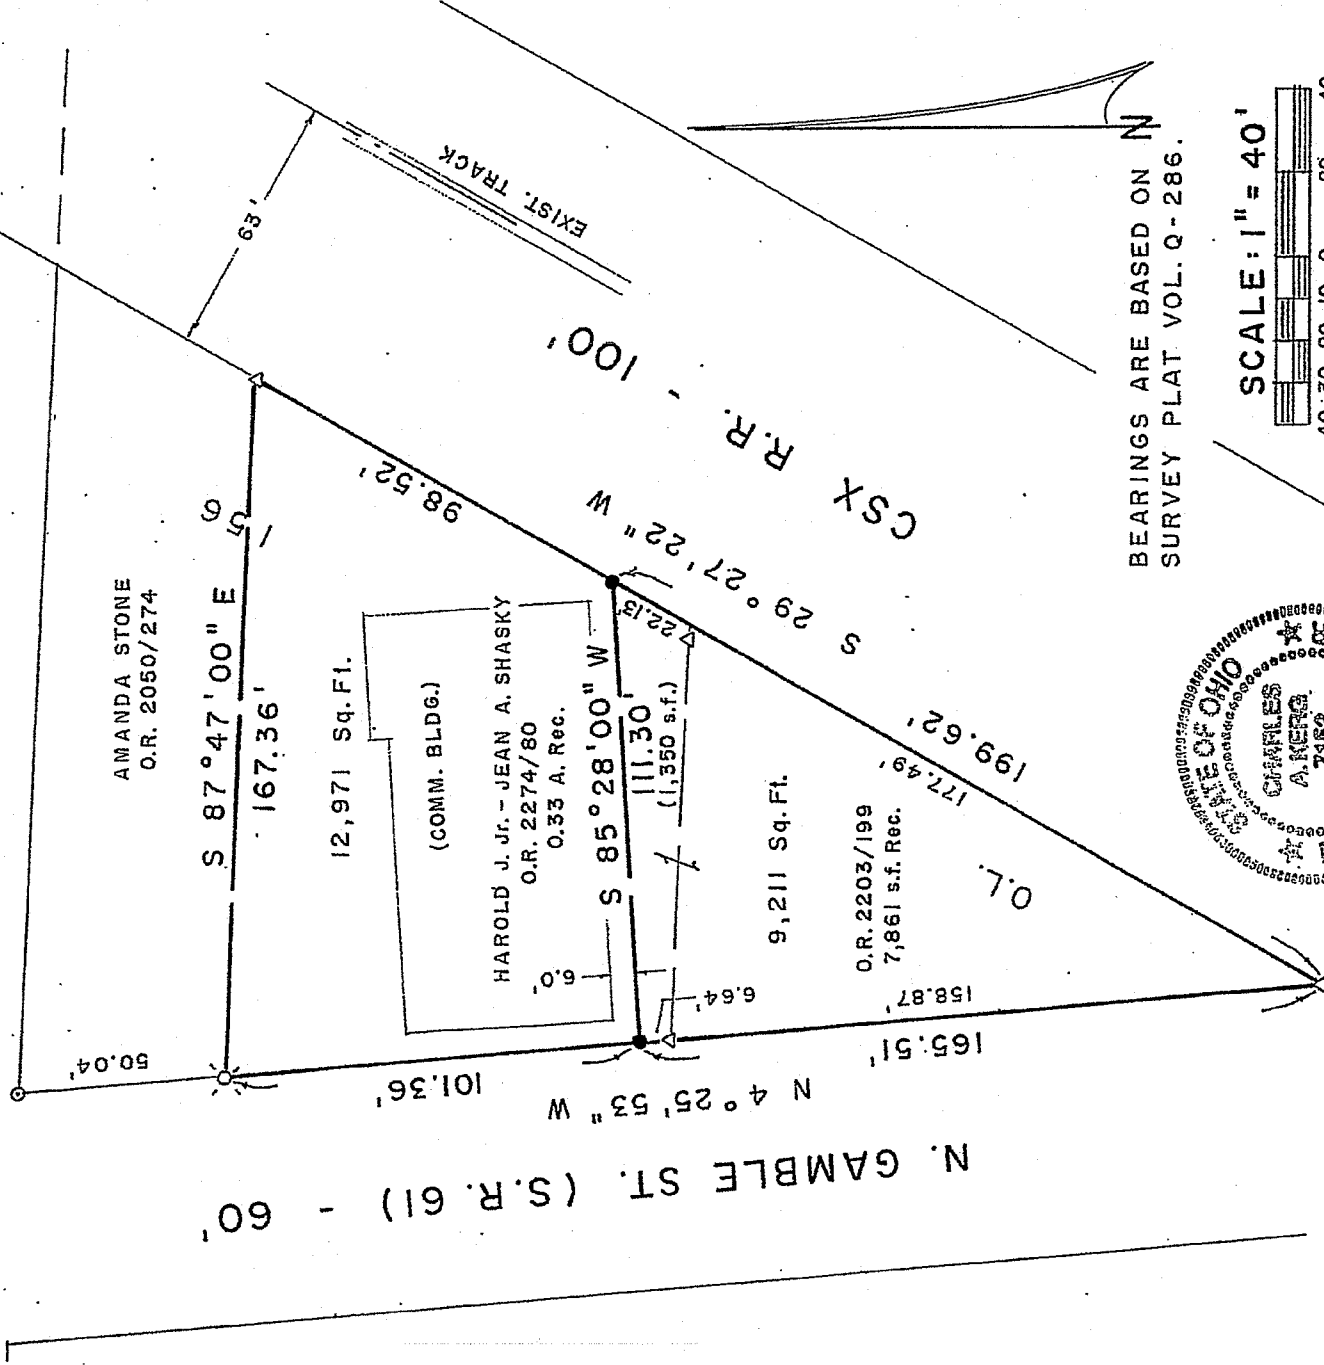 AMANDA STONE
O.R. 2050/274
S 87° 47' 00" E
167.36'
156
12,971 Sq. Ft.
(COMM. BLDG.)
HAROLD J. Jr. - JEAN A. SHASKY
O.R. 2274/80
0.33 A. Rec.
S 85° 28' 00" W
111.30'
(1,350 s.f.)
9,211 Sq. Ft.
O.R. 2203/199
7,861 s.f. Rec.
O.L.
6.0'
6.64'
50.04'
101.36'
158.87'
165.51'
N 4° 25' 53" W
N. GAMBLE ST. (S.R. 61) - 60'
63'
EXIST. TRACK
98.52'
22.13'
177.49'
199.62'
S 29° 27' 22" W
CSX R.R. - 100'
N
BEARINGS ARE BASED ON
SURVEY PLAT VOL. Q - 286.
SCALE: 1" = 40'
STATE OF OHIO
CHARLES
A. KERG